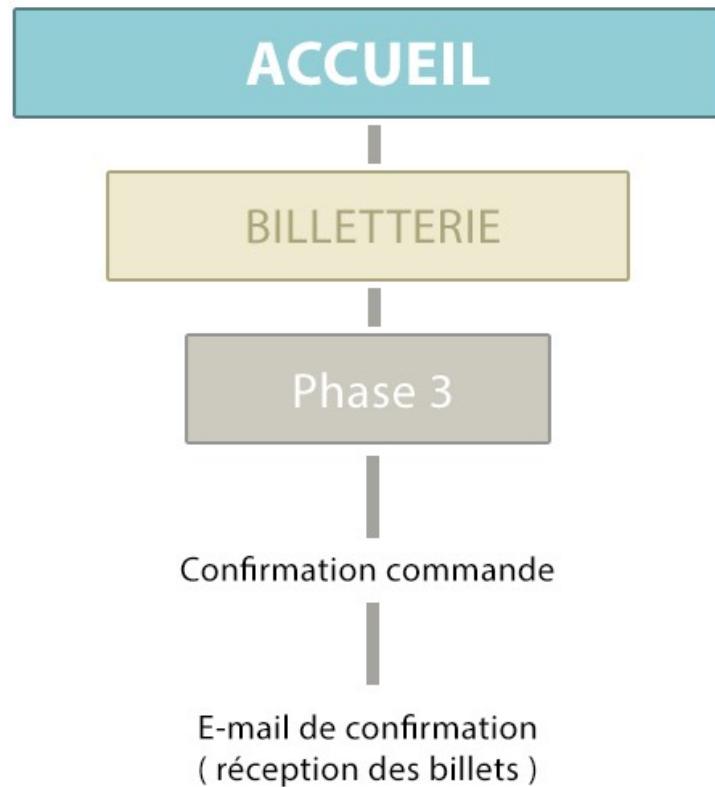 ACCUEIL
BILLETTERIE
Phase 3
Confirmation commande
E-mail de confirmation
( réception des billets )